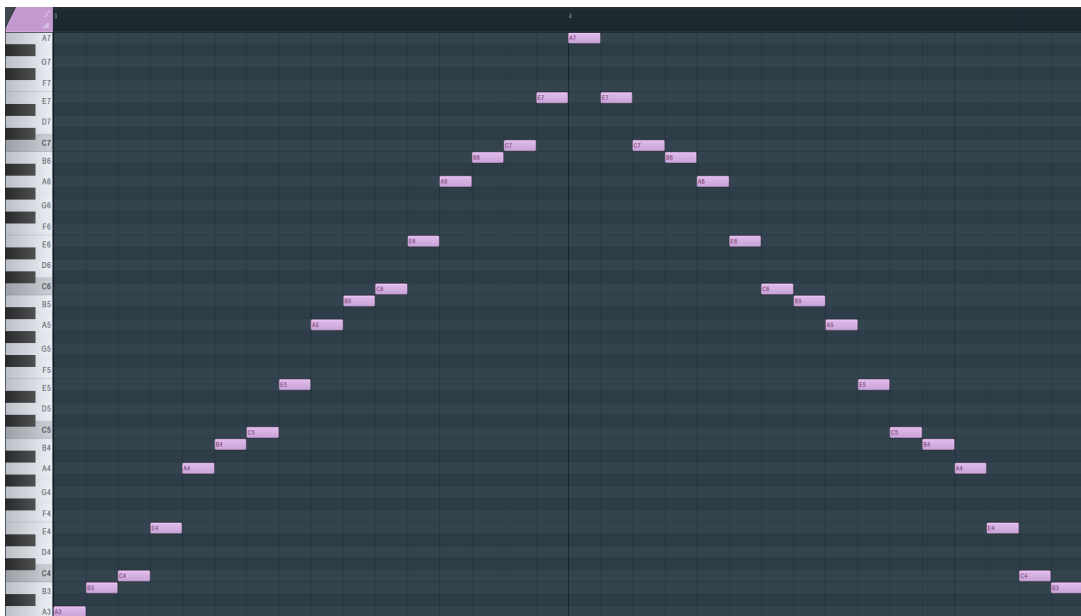 3 4
A7 A7
G7
F7
E7 E7 E7
D7
C7 C7 C7
B6 B6 B6
A6 A6 A6
G6
F6
E6 E6 E6
D6
C6 C6 C6
B5 B5 B5
A5 A5 A5
G5
F5
E5 E5 E5
D5
C5 C5 C5
B4 B4 B4
A4 A4 A4
G4
F4
E4 E4 E4
D4
C4 C4 C4
B3 B3 B3
A3 A3